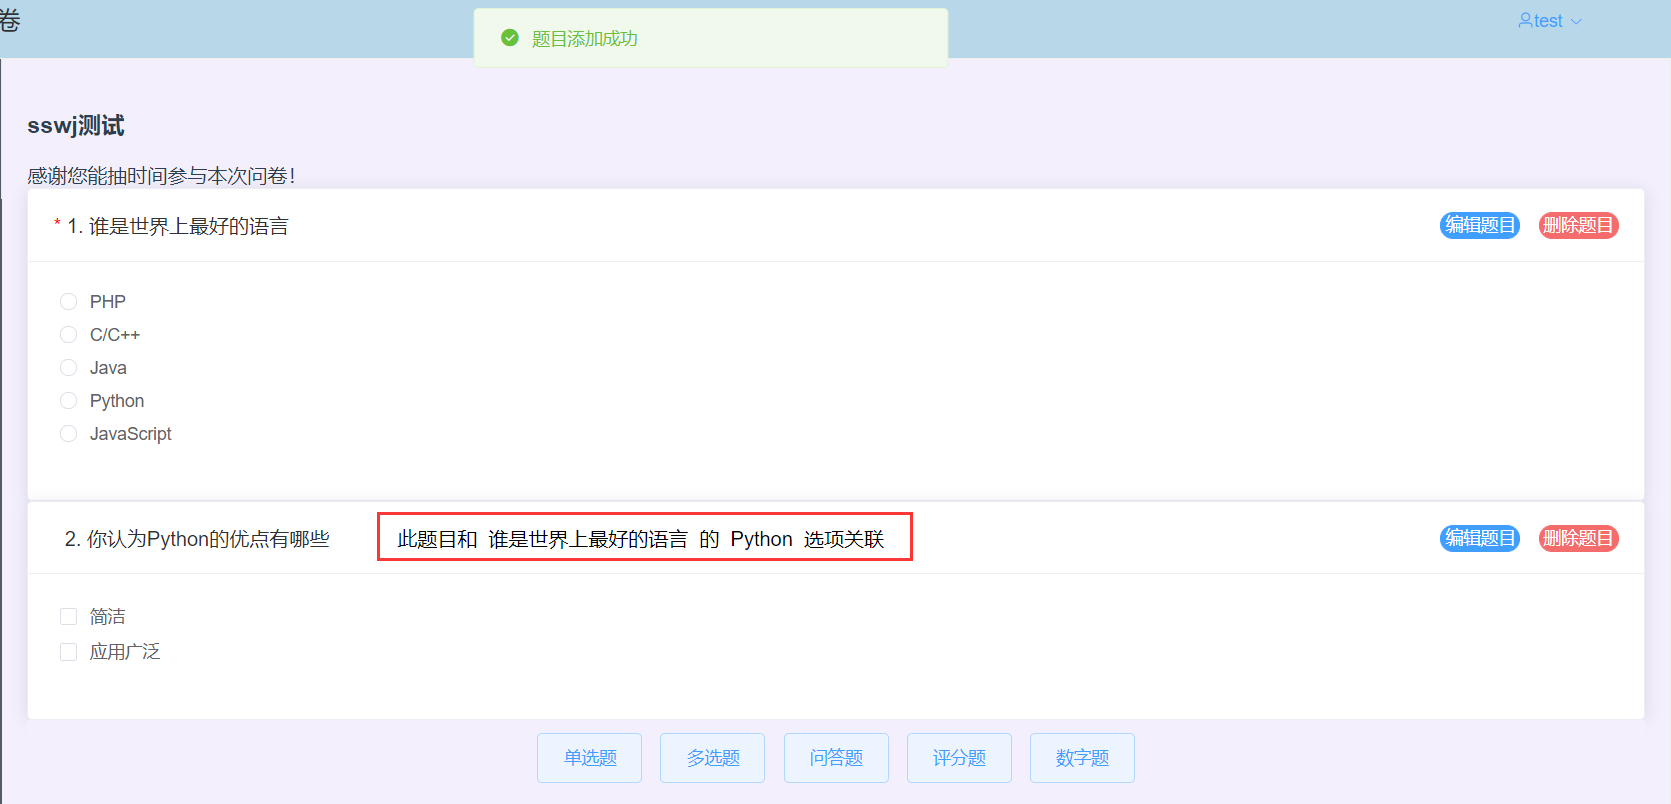 卷
题目添加成功
test
sswj测试
感谢您能抽时间参与本次问卷！
* 1. 谁是世界上最好的语言
编辑题目 删除题目
PHP
C/C++
Java
Python
JavaScript
2. 你认为Python的优点有哪些 此题目和 谁是世界上最好的语言 的 Python 选项关联
编辑题目 删除题目
简洁
应用广泛
单选题 多选题 问答题 评分题 数字题